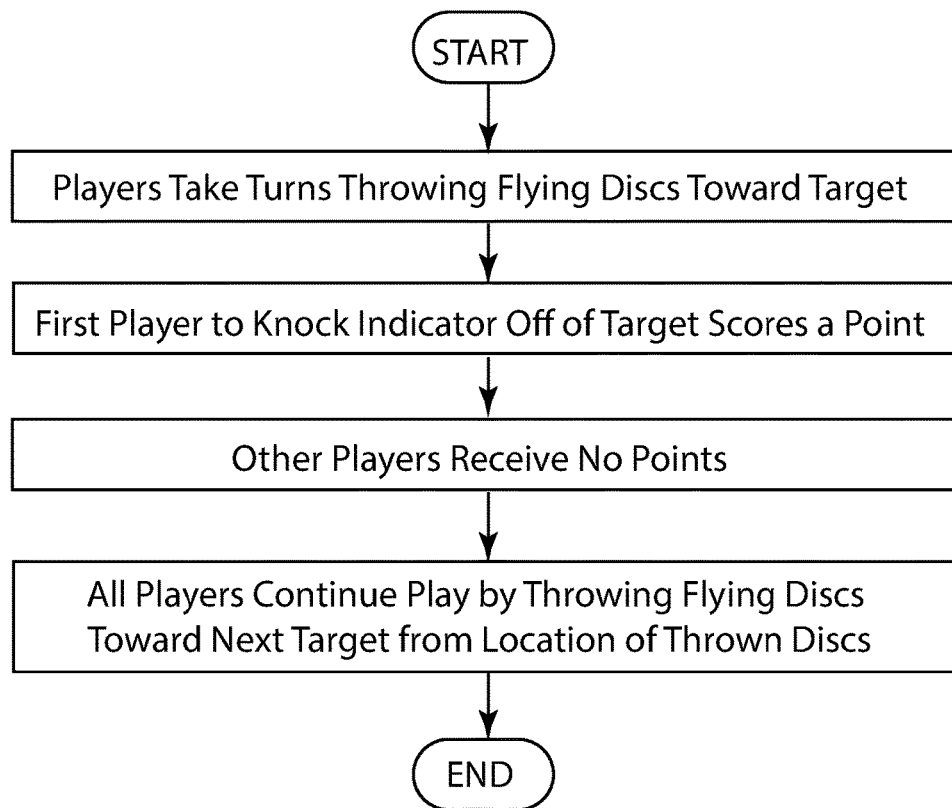 START
Players Take Turns Throwing Flying Discs Toward Target
First Player to Knock Indicator Off of Target Scores a Point
Other Players Receive No Points
All Players Continue Play by Throwing Flying Discs
Toward Next Target from Location of Thrown Discs
END